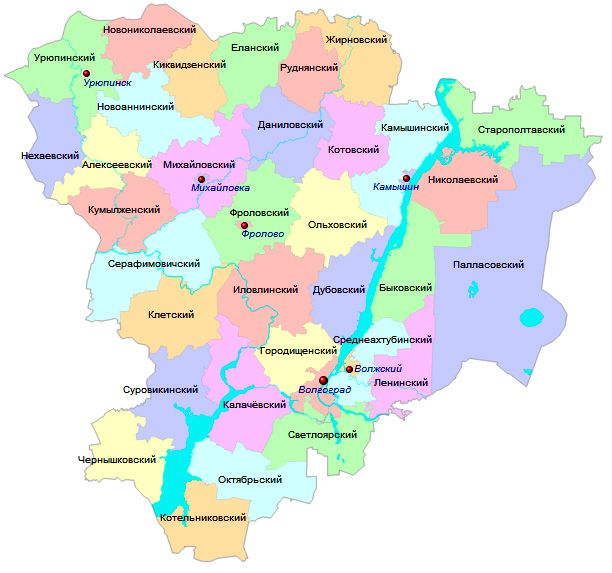 Новониколаевский
Урюпинский
Киквидзенский
Еланский
Жирновский
Руднянский
Урюпинск
Новоаннинский
Нехаевский
Даниловский
Камышинский
Старополтавский
Котовский
Алексеевский
Михайловский
Михайловка
Камышин
Николаевский
Кумылженский
Фроловский
Фролово
Ольховский
Серафимовичский
Палласовский
Иловлинский
Дубовский
Быковский
Клетский
Среднеахтубинский
Городищенский
Волжский
Волгоград
Ленинский
Суровикинский
Калачёвский
Светлоярский
Чернышковский
Октябрьский
Котельниковский